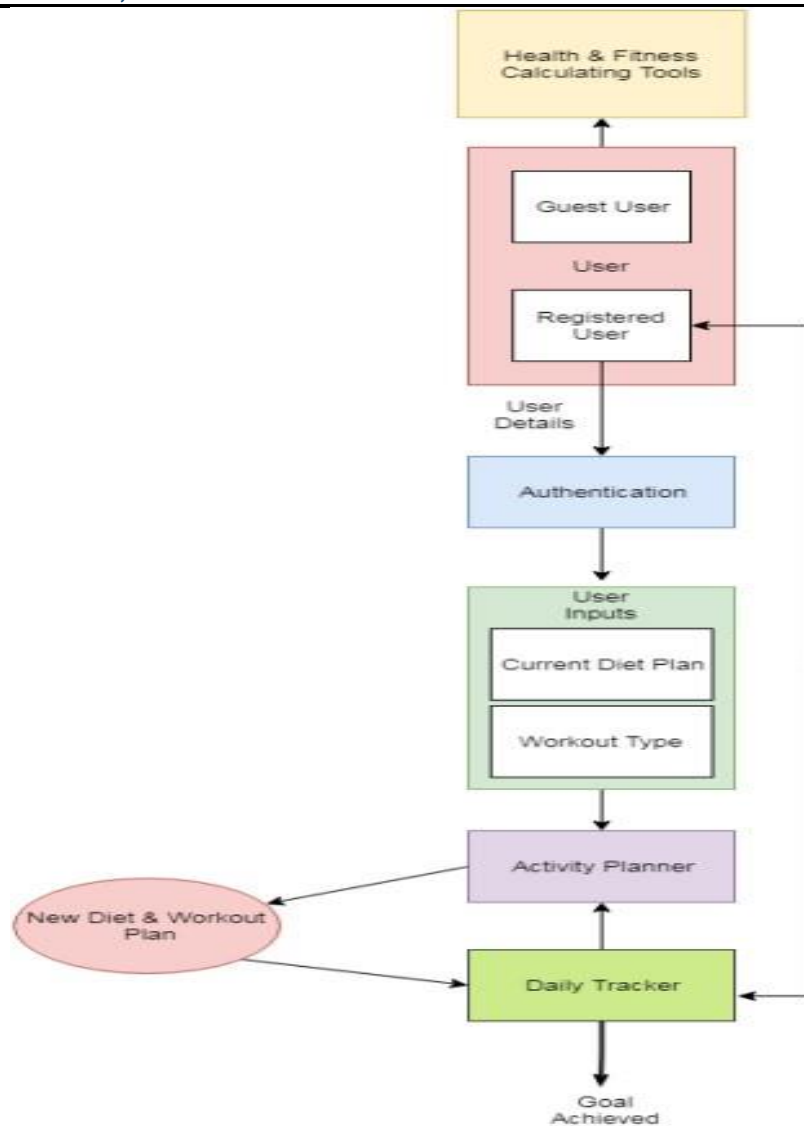 Health & Fitness
Calculating Tools
Guest User
User
Registered
User
User
Details
Authentication
User
Inputs
Current Diet Plan
Workout Type
Activity Planner
New Diet & Workout
Plan
Daily Tracker
Goal
Achieved